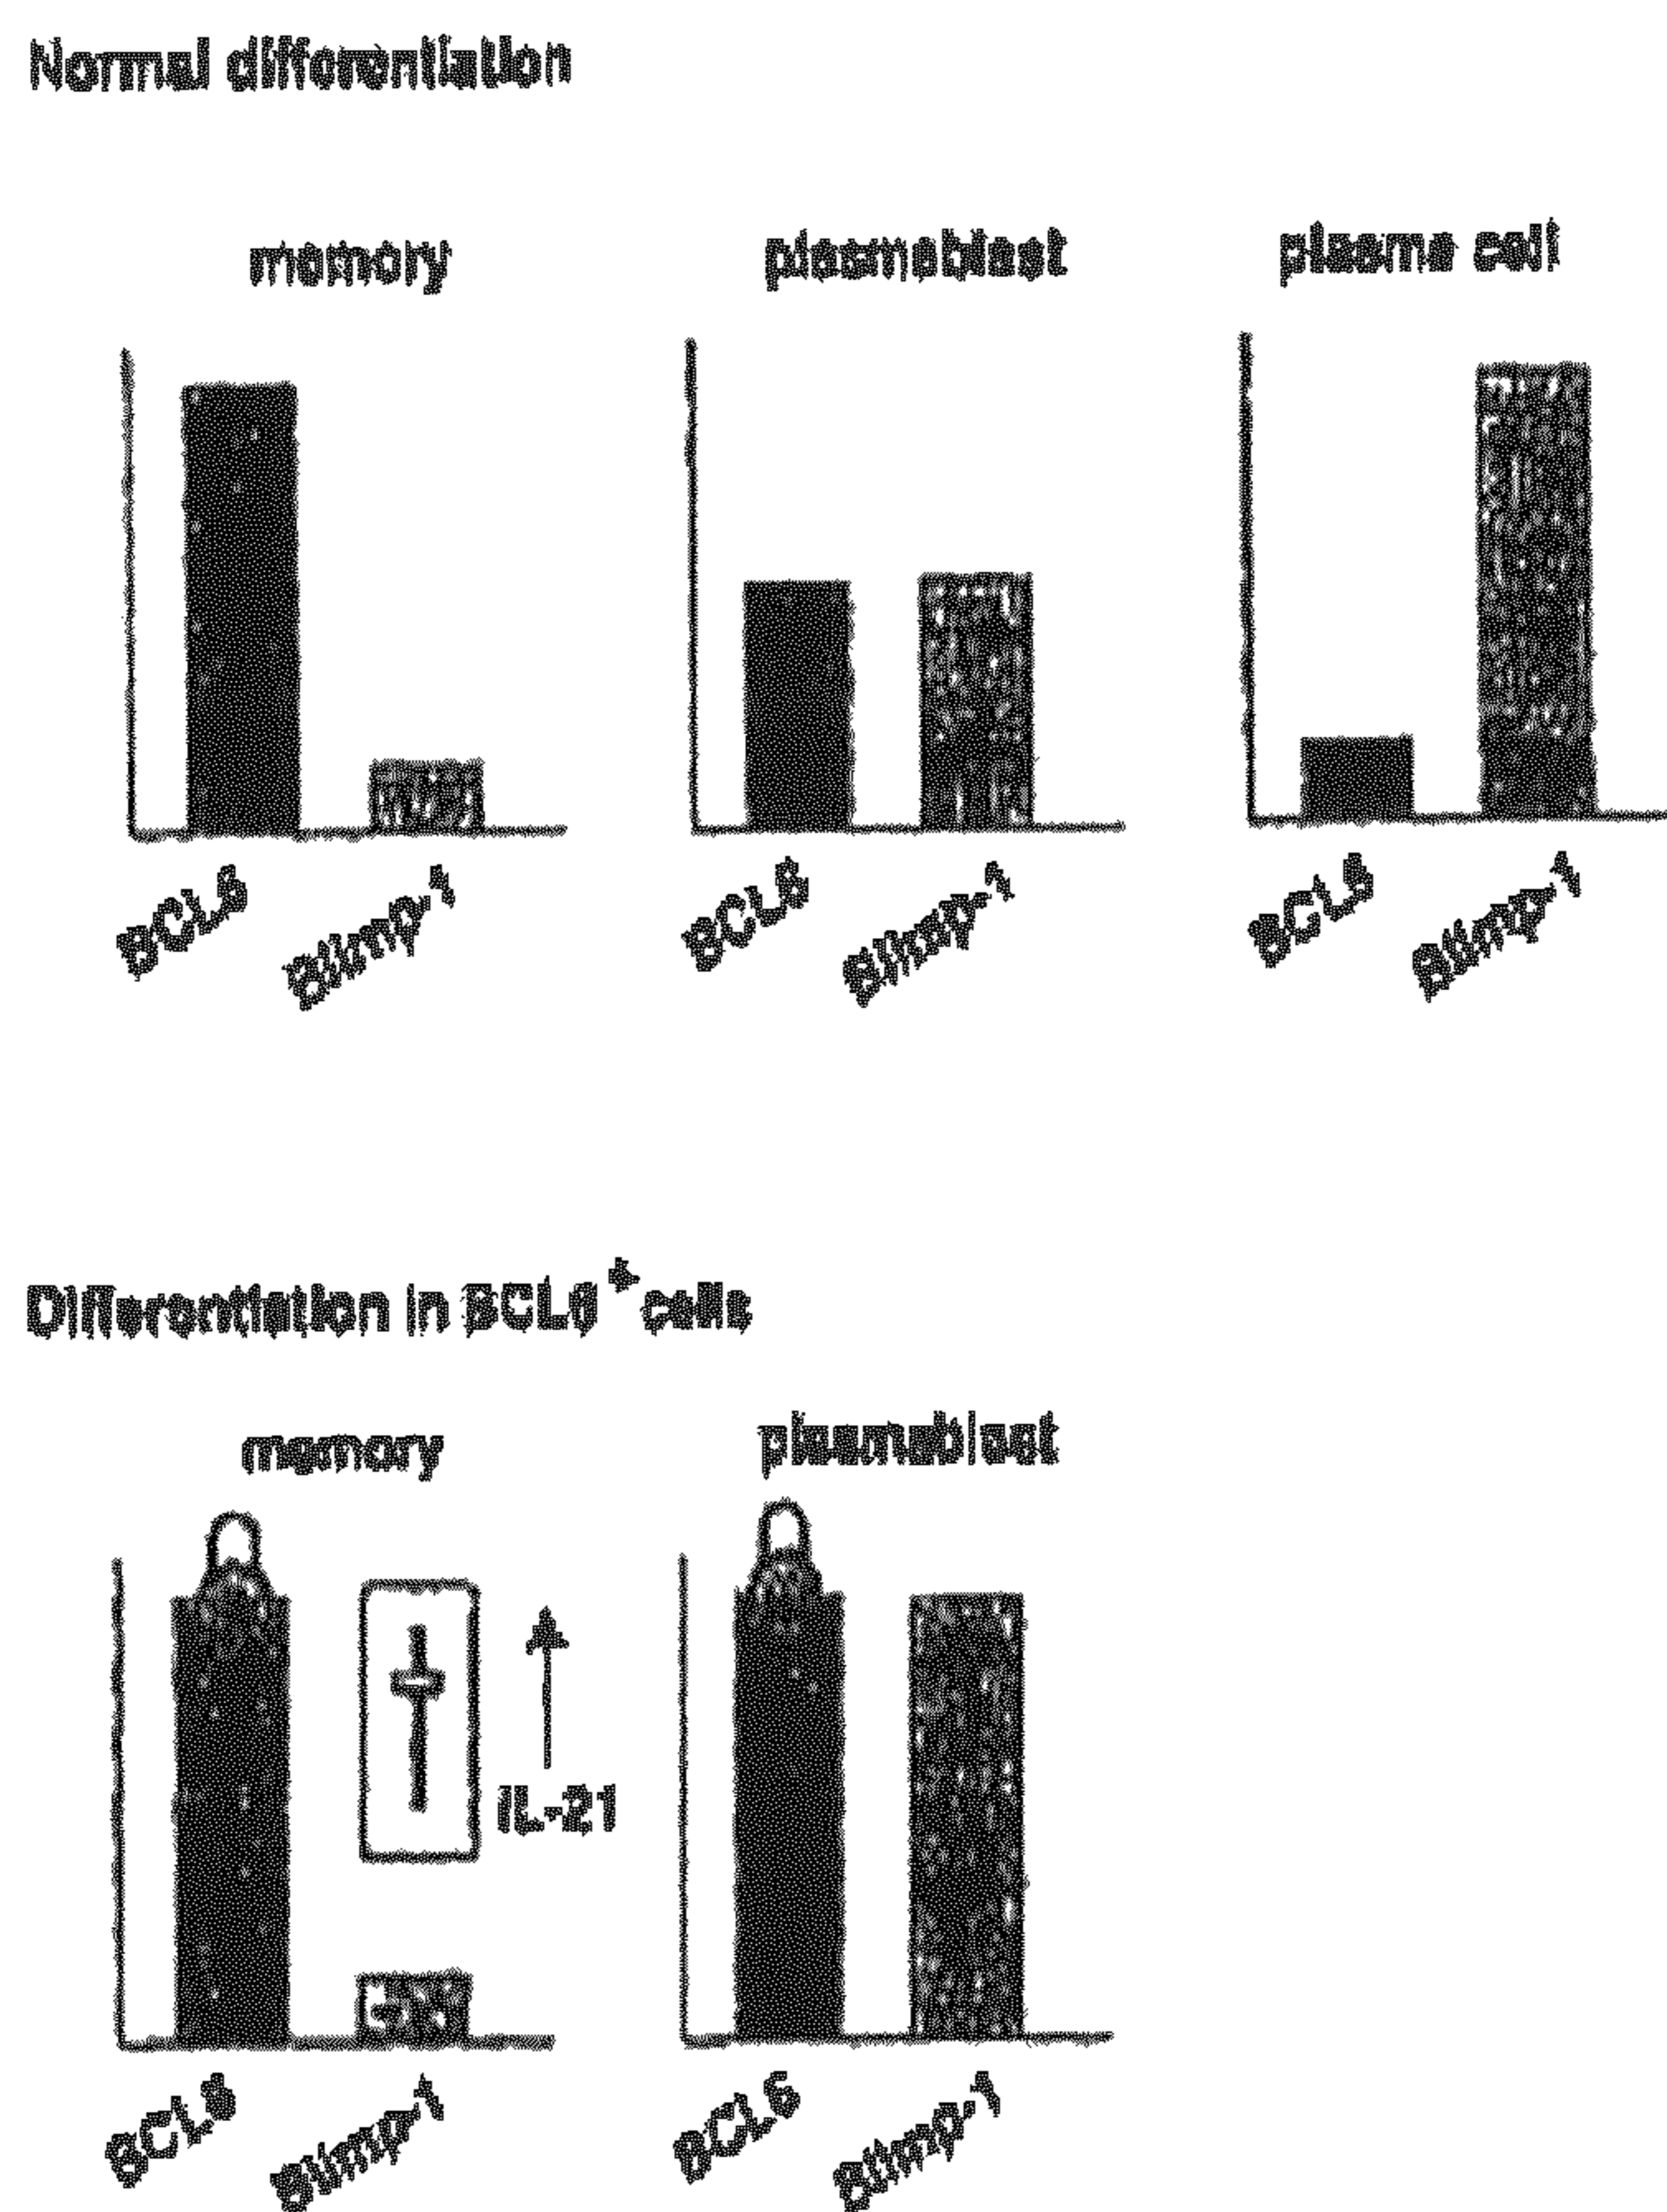 Normal differentiation
memory plasmablast plasma cell
BCL6 Blimp-1 BCL6 Blimp-1 BCL6 Blimp-1
Differentiation in BCL6+ cells
memory plasmablast
IL-21
BCL6 Blimp-1 BCL6 Blimp-1